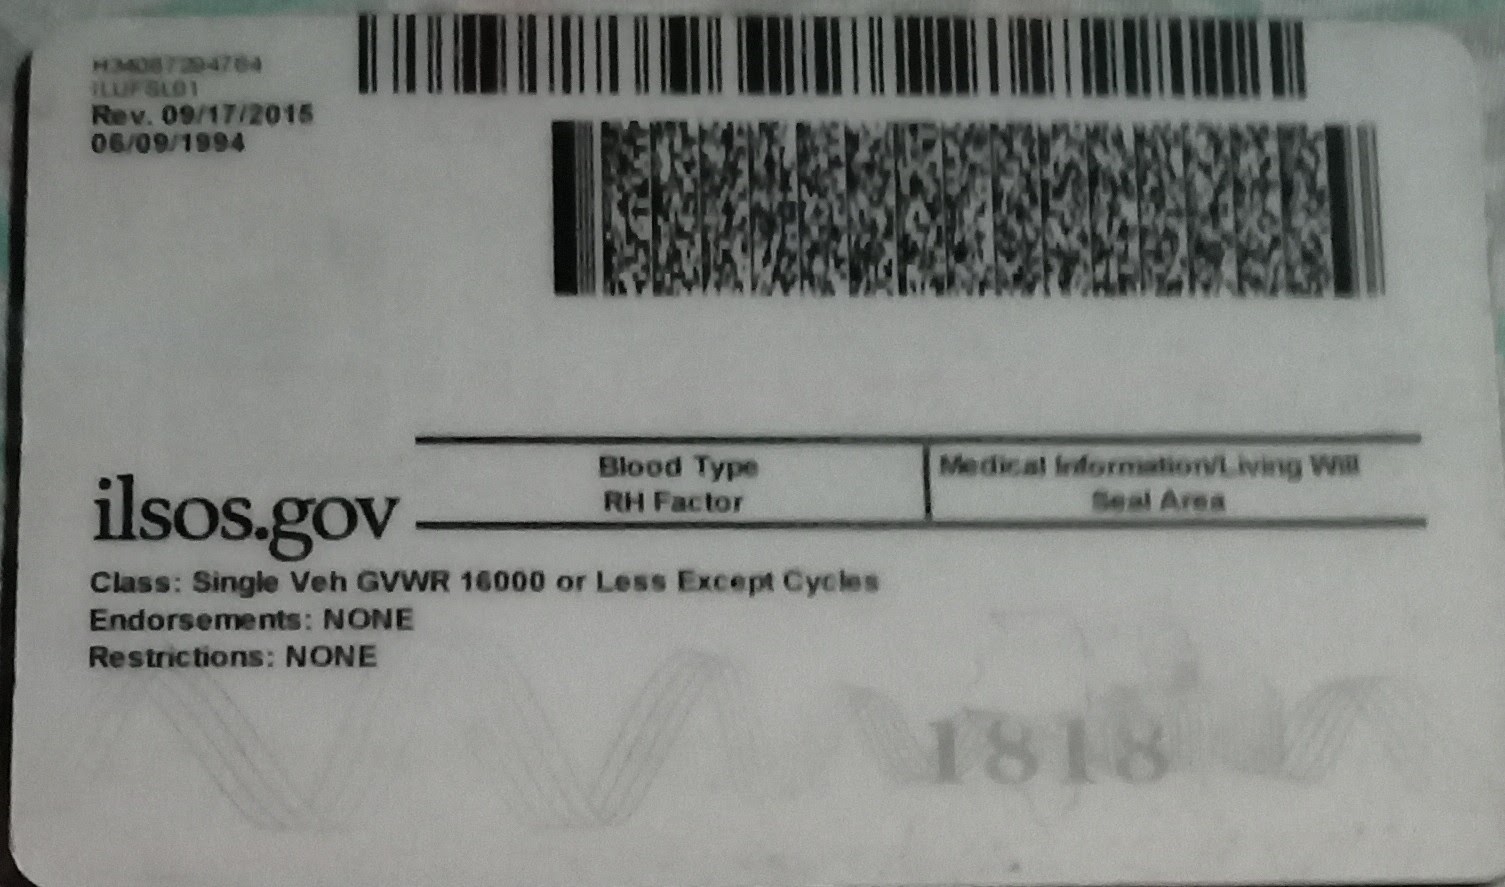 Rev. 09/17/2015
06/09/1994
Blood Type
RH Factor
Medical Information/Living Will
Seal Area
ilsos.gov
Class: Single Veh GVWR 16000 or Less Except Cycles
Endorsements: NONE
Restrictions: NONE
1818